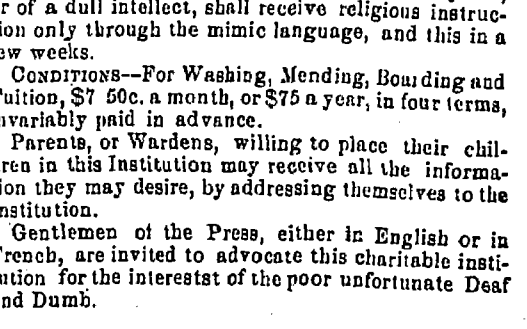 r of a dull intellect, shall receive religious instruc-
ion only through the mimic language, and this in a
ew weeks.
CONDITIONS--For Washing, Mending, Boarding and
uition, $7 50c. a month, or $75 a year, in four terms,
nvariably paid in advance.
Parents, or Wardens, willing to place their chil-
ren in this Institution may receive all the informa-
ion they may desire, by addressing themselves to the
nstitution.
Gentlemen of the Press, either in English or in
rench, are invited to advocate this charitable insti-
ution for the interestst of the poor unfortunate Deaf
nd Dumb.